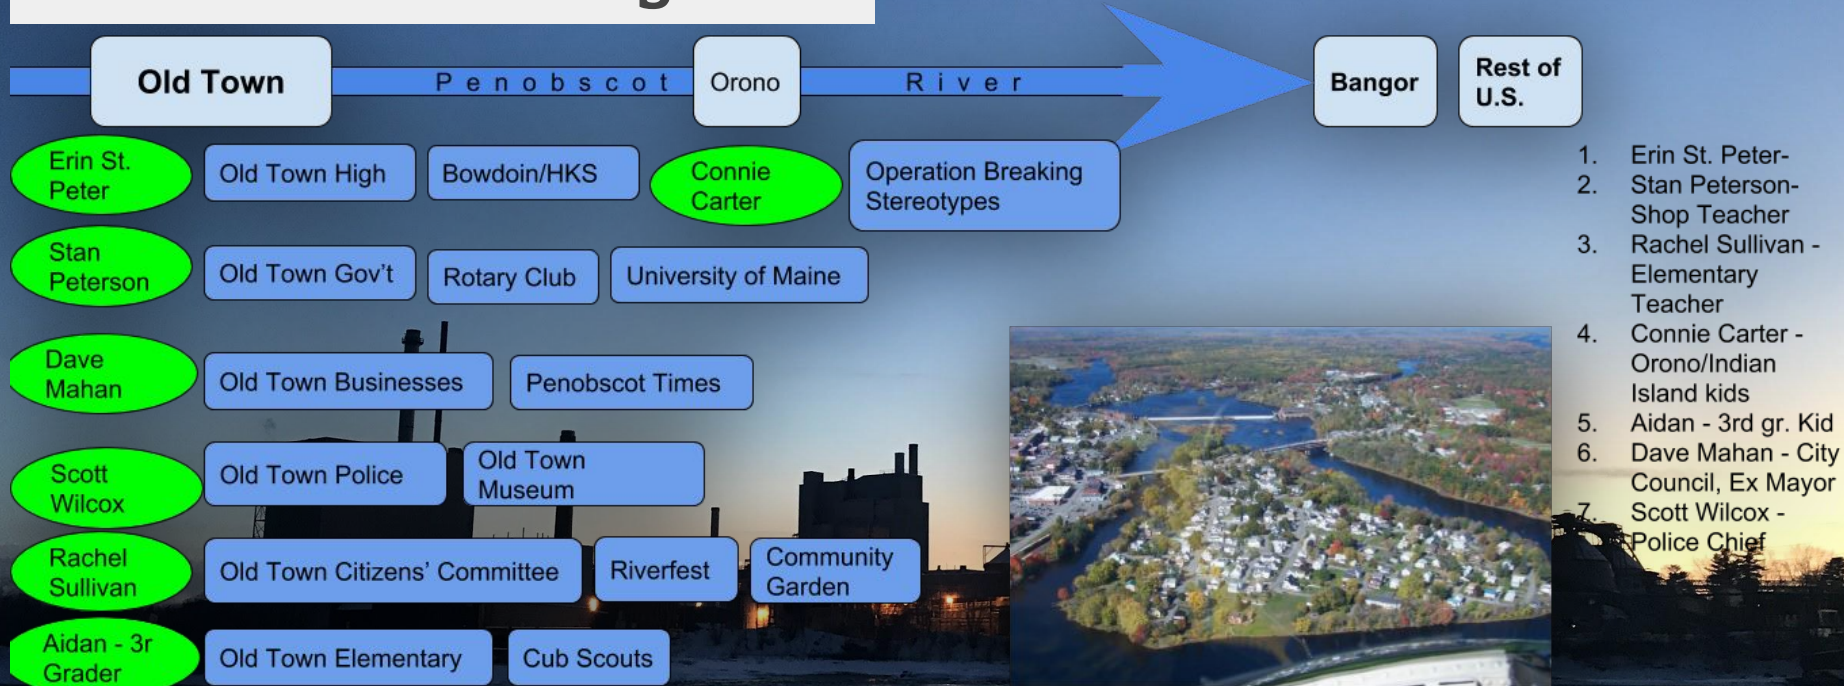 Old Town
Penobscot
Orono
River
Bangor
Rest of
U.S.
Erin St.
Peter
Old Town High
Bowdoin/HKS
Connie
Carter
Operation Breaking
Stereotypes
Stan
Peterson
Old Town Gov't
Rotary Club
University of Maine
Dave
Mahan
Old Town Businesses
Penobscot Times
Scott
Wilcox
Old Town Police
Old Town
Museum
Rachel
Sullivan
Old Town Citizens' Committee
Riverfest
Community
Garden
Aidan - 3r
Grader
Old Town Elementary
Cub Scouts
1. Erin St. Peter-
2. Stan Peterson-
Shop Teacher
3. Rachel Sullivan -
Elementary
Teacher
4. Connie Carter -
Orono/Indian
Island kids
5. Aidan - 3rd gr. Kid
6. Dave Mahan - City
Council, Ex Mayor
7. Scott Wilcox -
Police Chief